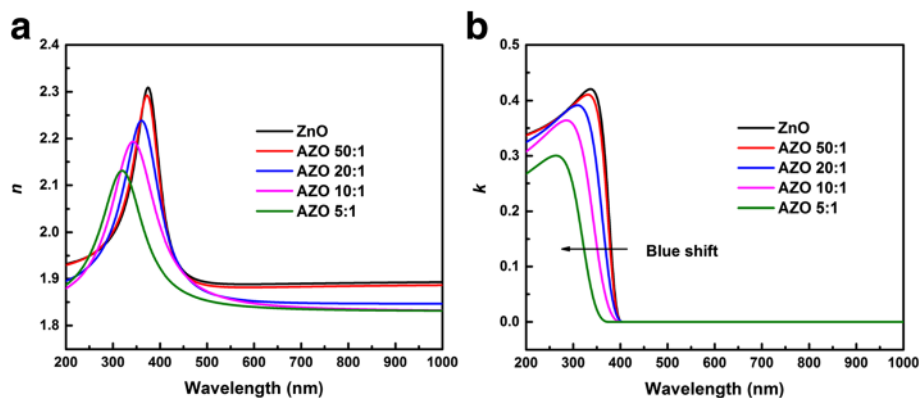 a
2.4
2.3
2.2
2.1
2.0
1.9
1.8
n
ZnO
AZO 50:1
AZO 20:1
AZO 10:1
AZO 5:1
200 300 400 500 600 700 800 900 1000
Wavelength (nm)
b
0.5
0.4
0.3
0.2
0.1
0.0
k
ZnO
AZO 50:1
AZO 20:1
AZO 10:1
AZO 5:1
Blue shift
200 300 400 500 600 700 800 900 1000
Wavelength (nm)